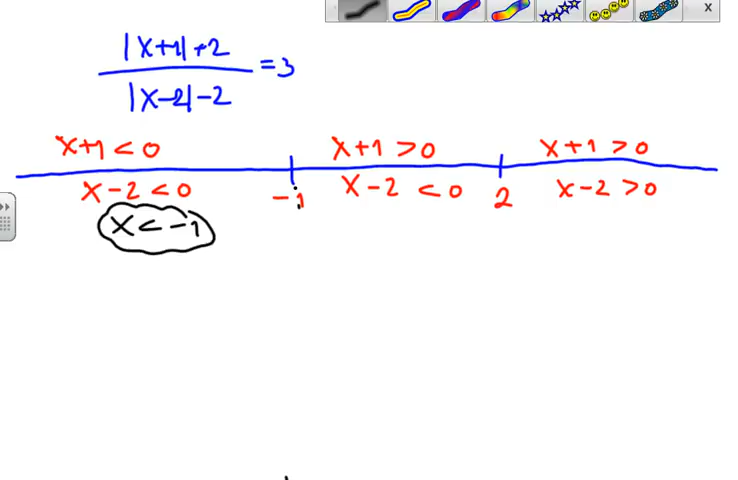 |x+1|+2
|x-2|-2
=3
x+1<0 x+1>0 x+1>0
x-2<0 -1 x-2<0 2 x-2>0
x<-1
x